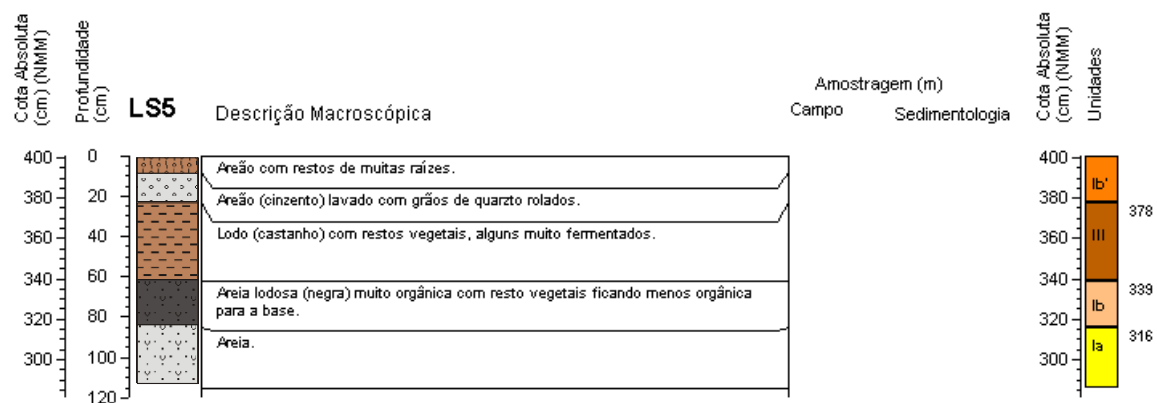 Cota Absoluta
(cm) (NMM)
Profundidade
(cm)
LS5
Descrição Macroscópica
Amostragem (m)
Campo
Sedimentologia
Cota Absoluta
(cm) (NMM)
Unidades
400
380
360
340
320
300
0
20
40
60
80
100
120
Areão com restos de muitas raízes.
Areão (cinzento) lavado com grãos de quarzto rolados.
Lodo (castanho) com restos vegetais, alguns muito fermentados.
Areia lodosa (negra) muito orgânica com resto vegetais ficando menos orgânica
para a base.
Areia.
400
380
360
340
320
300
Ib'
III
Ib
Ia
378
339
316